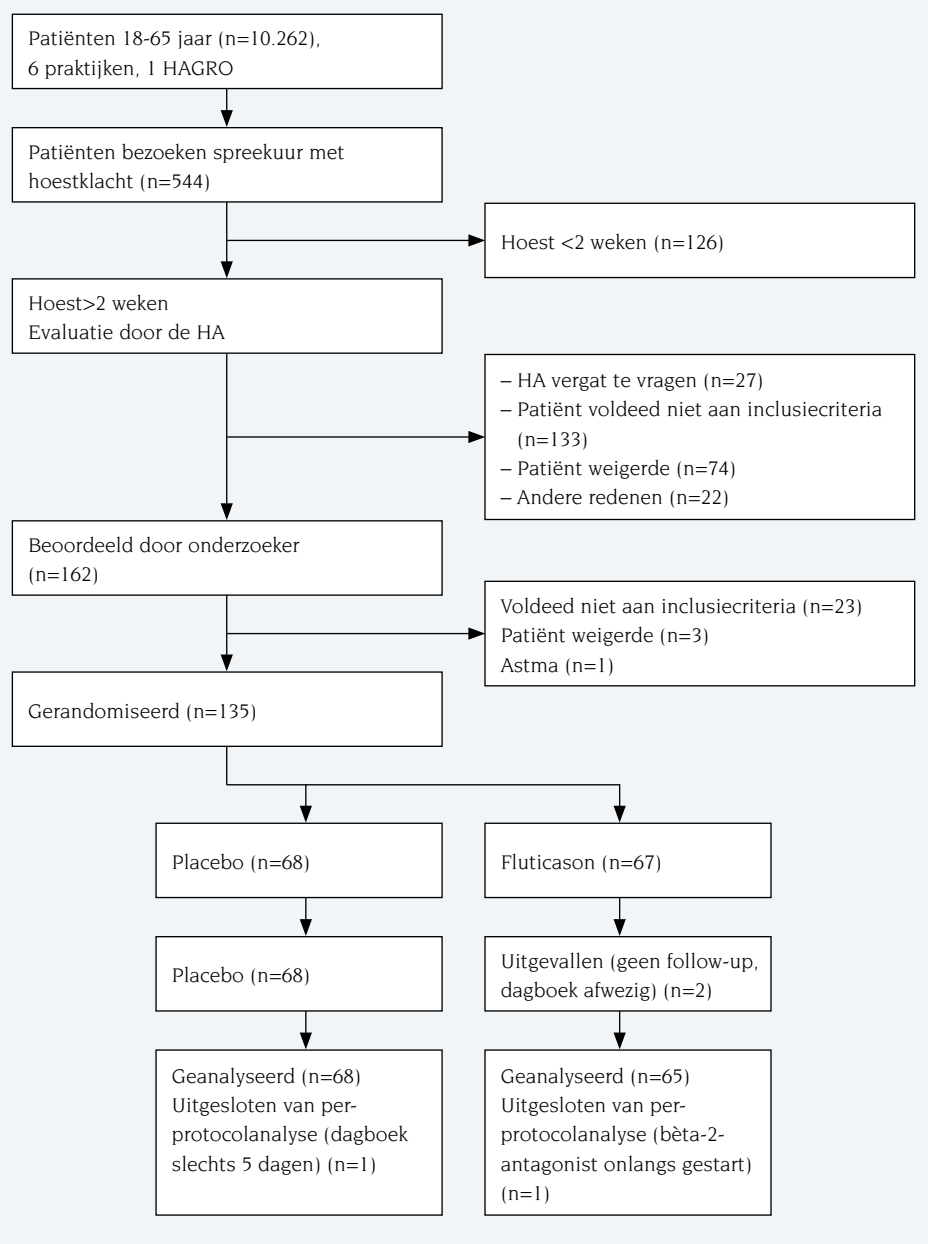 Patiënten 18-65 jaar (n=10.262),
6 praktijken, 1 HAGRO
Patiënten bezoeken spreekuur met
hoestklacht (n=544)
Hoest <2 weken (n=126)
Hoest>2 weken
Evaluatie door de HA
– HA vergat te vragen (n=27)
– Patiënt voldeed niet aan inclusiecriteria
(n=133)
– Patiënt weigerde (n=74)
– Andere redenen (n=22)
Beoordeeld door onderzoeker
(n=162)
Voldeed niet aan inclusiecriteria (n=23)
Patiënt weigerde (n=3)
Astma (n=1)
Gerandomiseerd (n=135)
Placebo (n=68)
Fluticason (n=67)
Placebo (n=68)
Uitgevallen (geen follow-up,
dagboek afwezig) (n=2)
Geanalyseerd (n=68)
Uitgesloten van per-
protocolanalyse (dagboek
slechts 5 dagen) (n=1)
Geanalyseerd (n=65)
Uitgesloten van per-
protocolanalyse (bèta-2-
antagonist onlangs gestart)
(n=1)